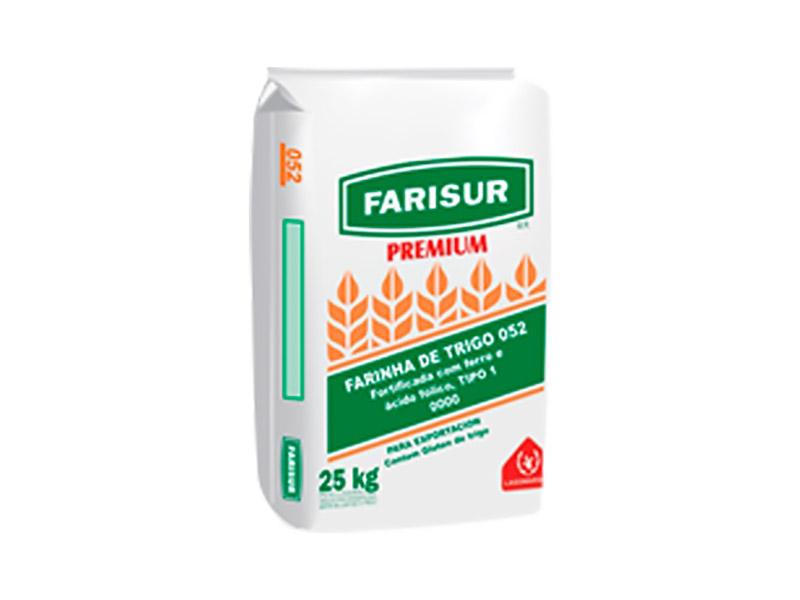 052
FARISUR
PREMIUM
FARINHA DE TRIGO 052
Fortificada com ferro e
ácido fólico, TIPO 1
0000
PARA EXPORTACION
Contem Gluten de trigo
25 kg
FARISUR